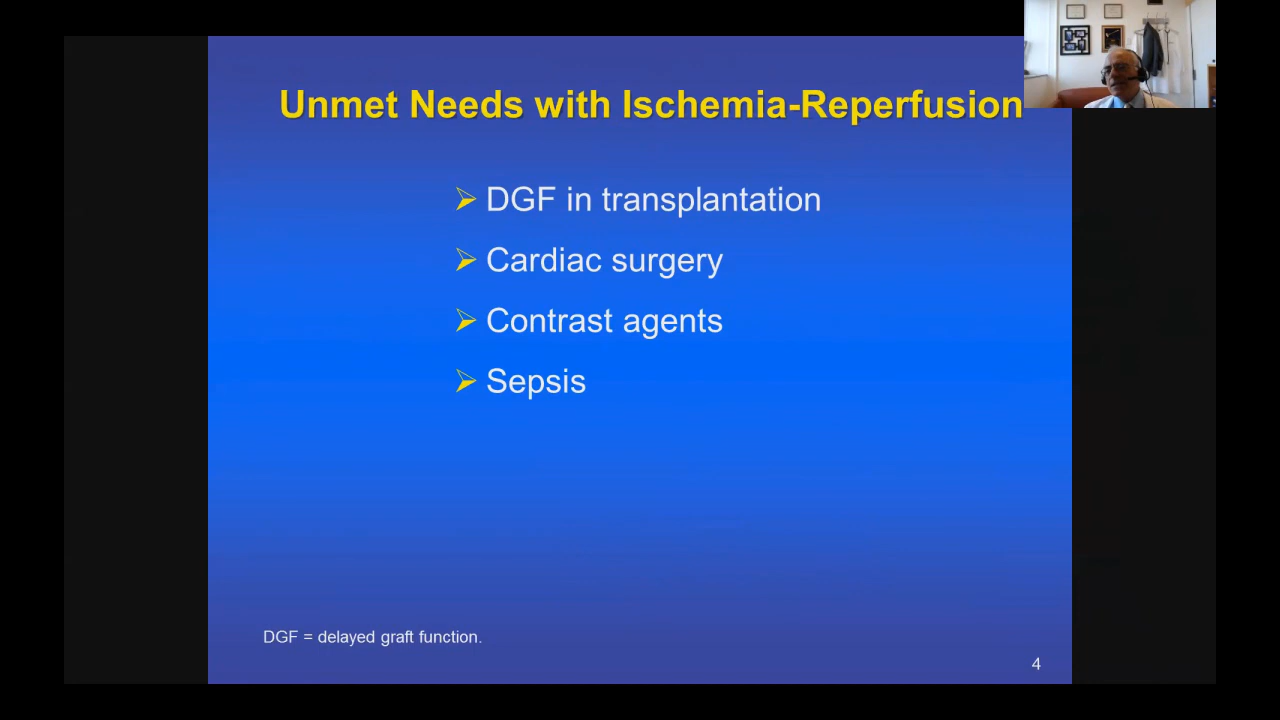 Unmet Needs with Ischemia-Reperfusion
DGF in transplantation
Cardiac surgery
Contrast agents
Sepsis
DGF = delayed graft function.
4